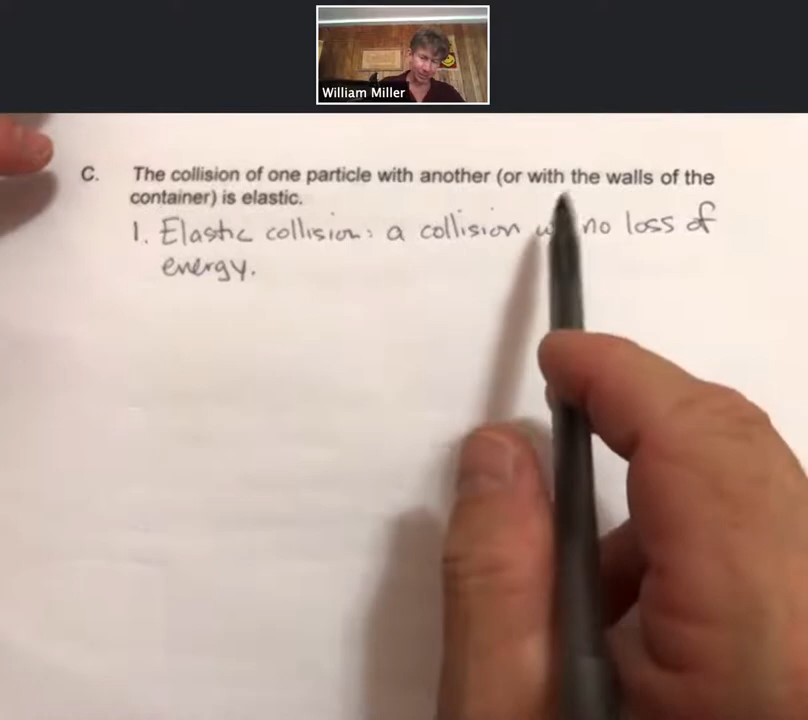 William Miller
C. The collision of one particle with another (or with the walls of the
container) is elastic.
1. Elastic collision: a collision no loss of
energy.